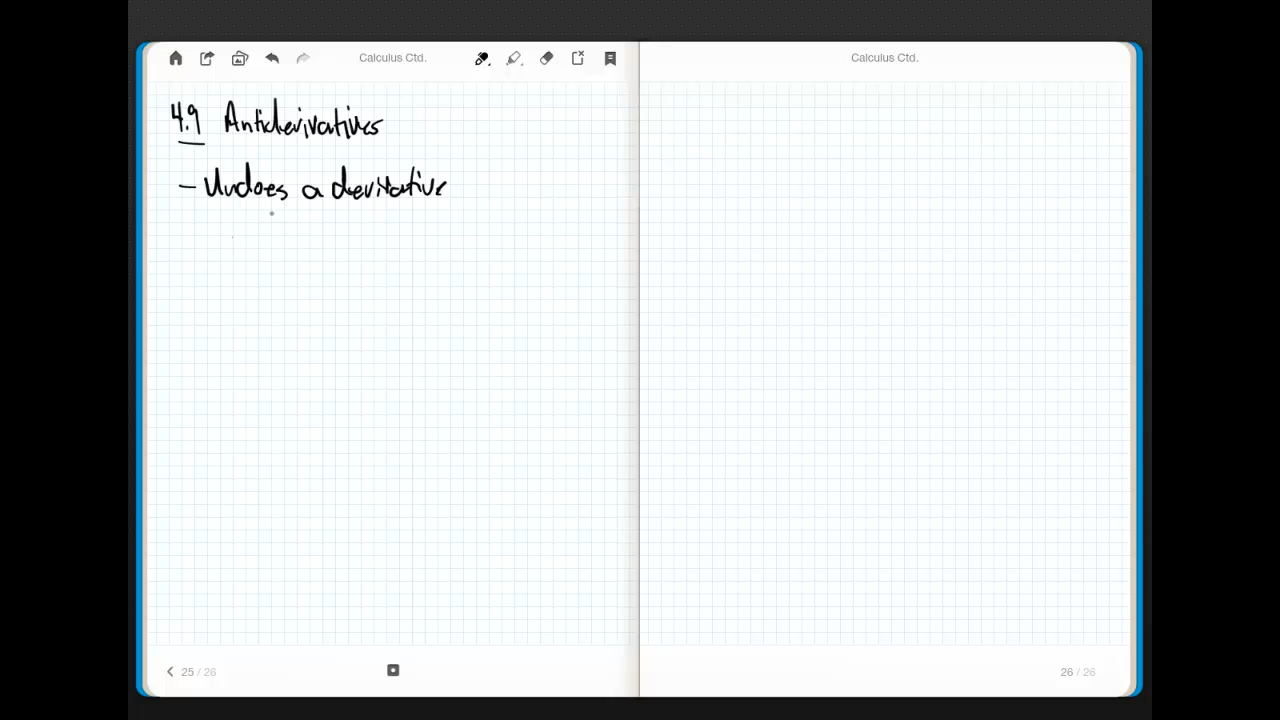 Calculus Ctd.
Calculus Ctd.
4.9 Antiderivatives
- Undoes a derivative
25 / 26
26 / 26